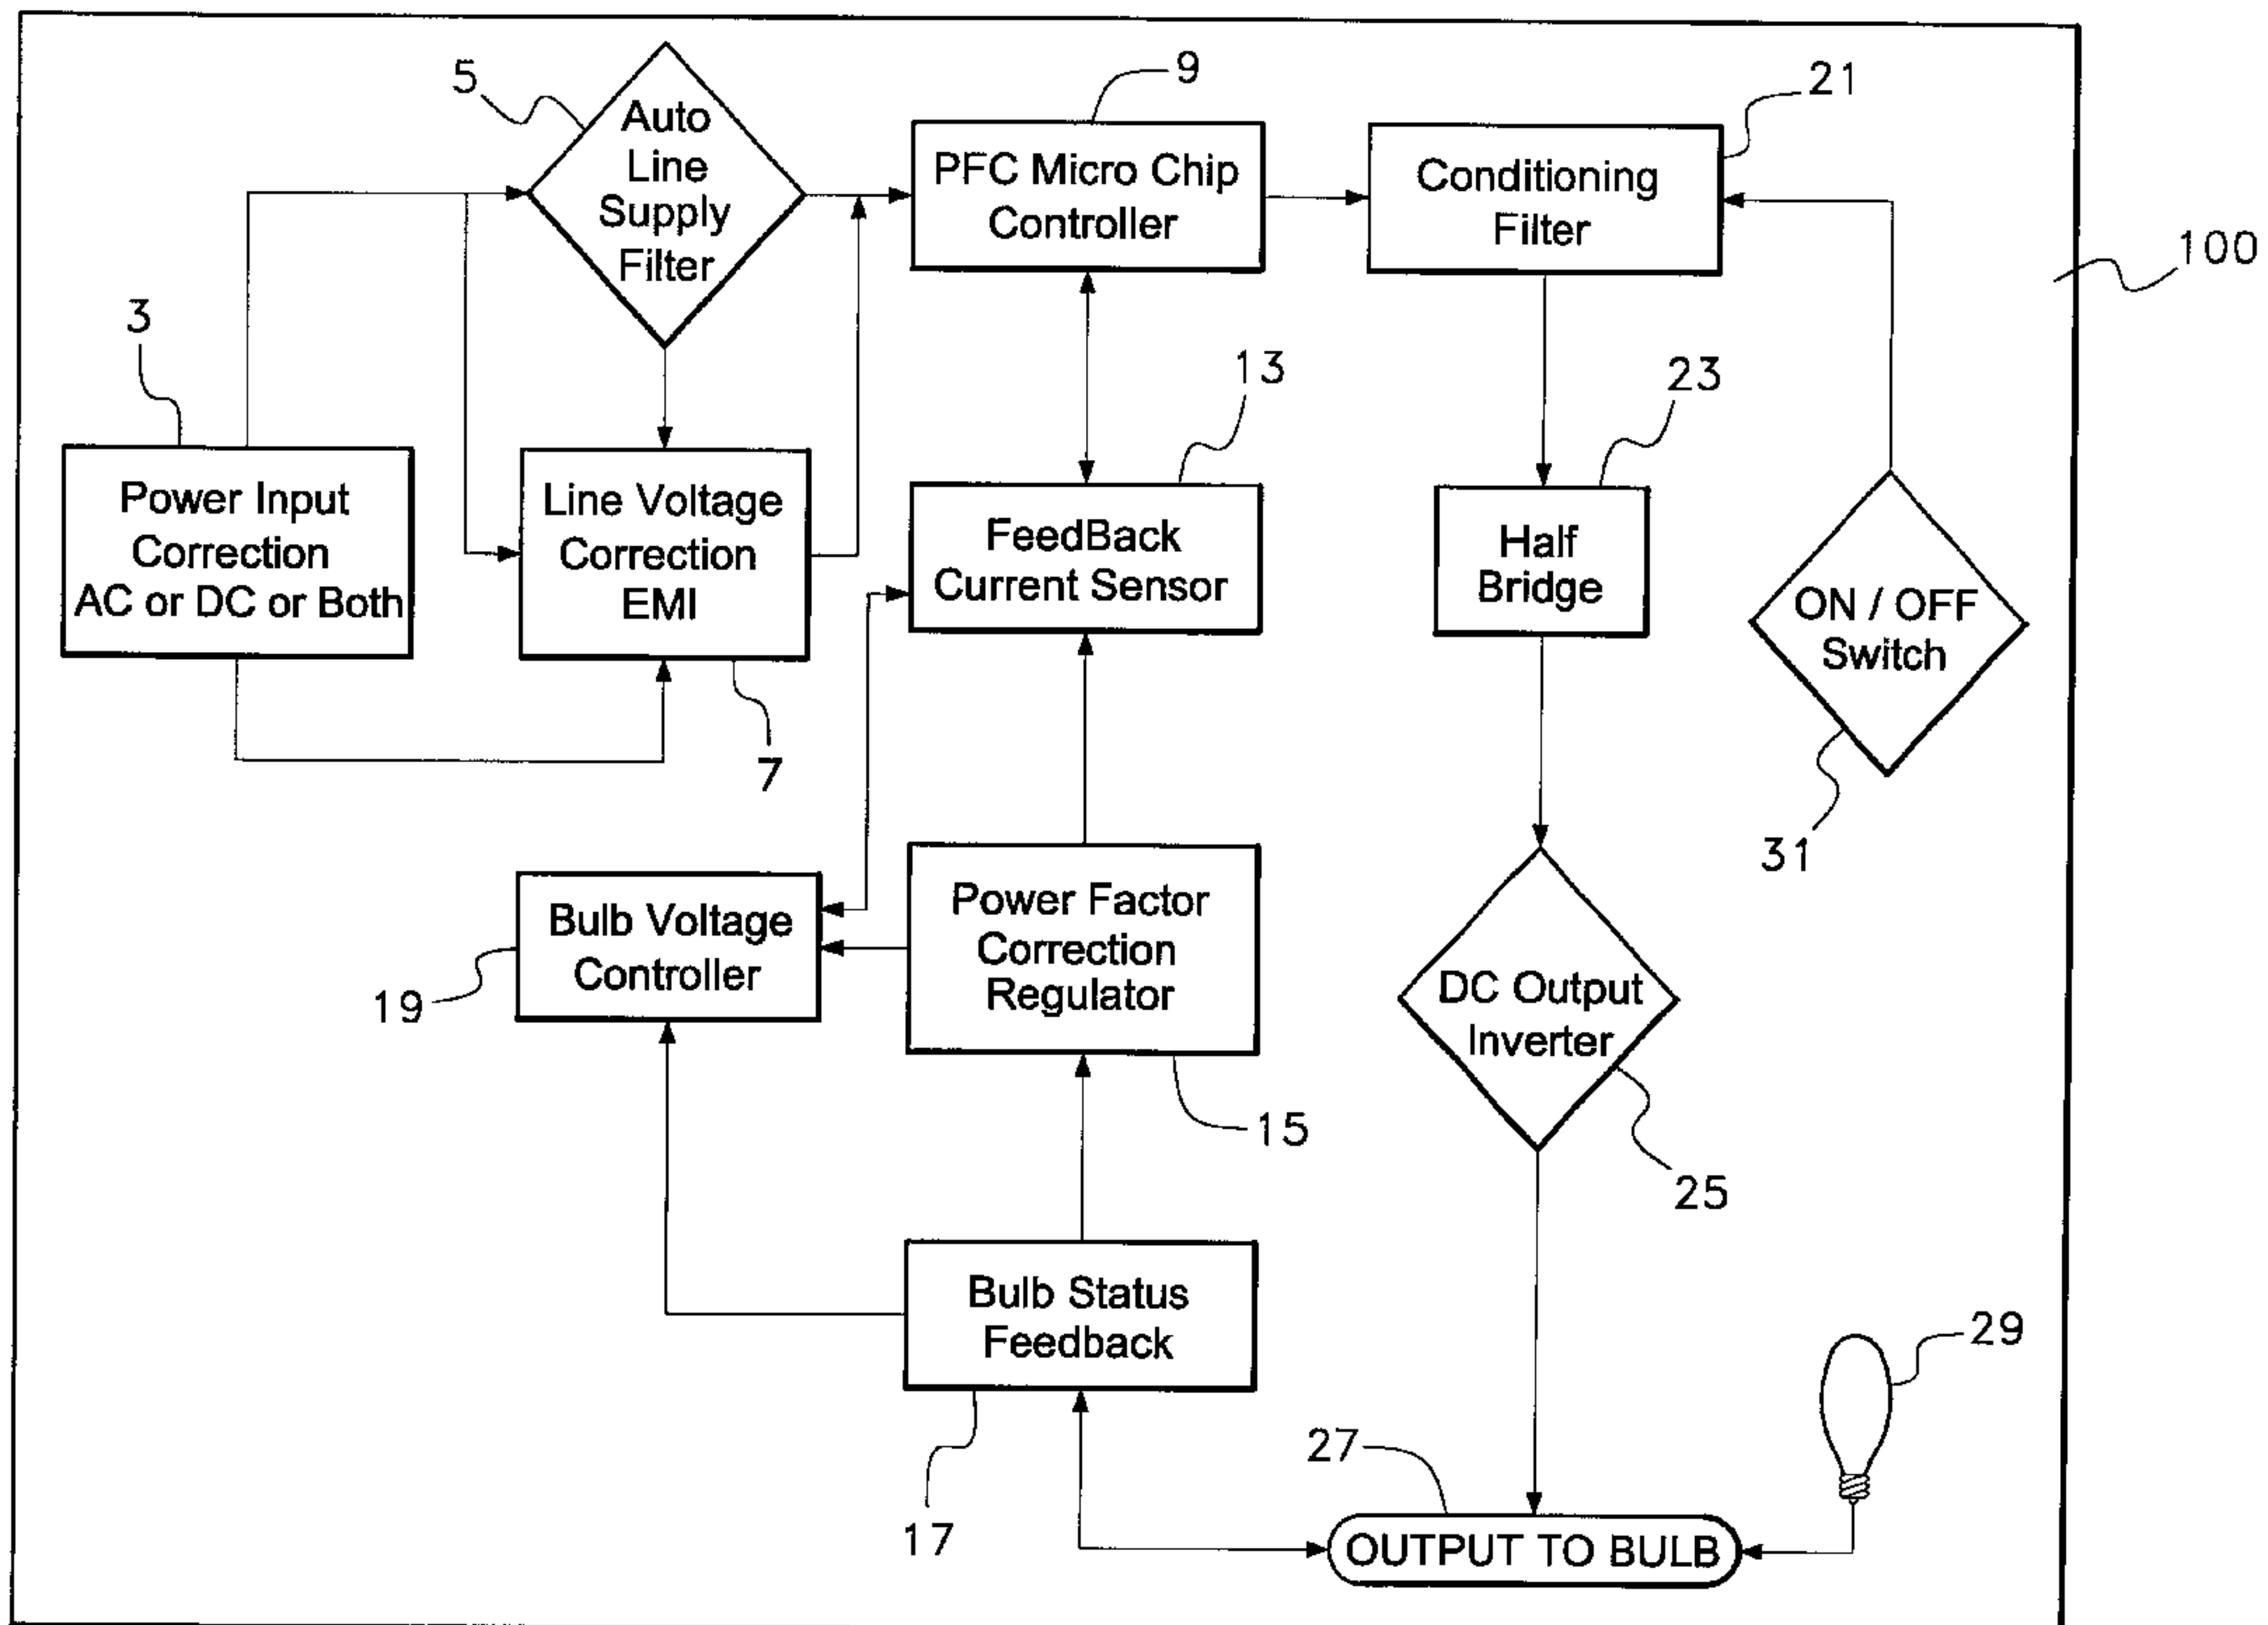 5
Auto
Line
Supply
Filter
9
PFC Micro Chip
Controller
21
Conditioning
Filter
100
3
Power Input
Correction
AC or DC or Both
Line Voltage
Correction
EMI
7
13
FeedBack
Current Sensor
23
Half
Bridge
ON / OFF
Switch
31
Bulb Voltage
Controller
19
Power Factor
Correction
Regulator
15
DC Output
Inverter
25
Bulb Status
Feedback
17
27
OUTPUT TO BULB
29